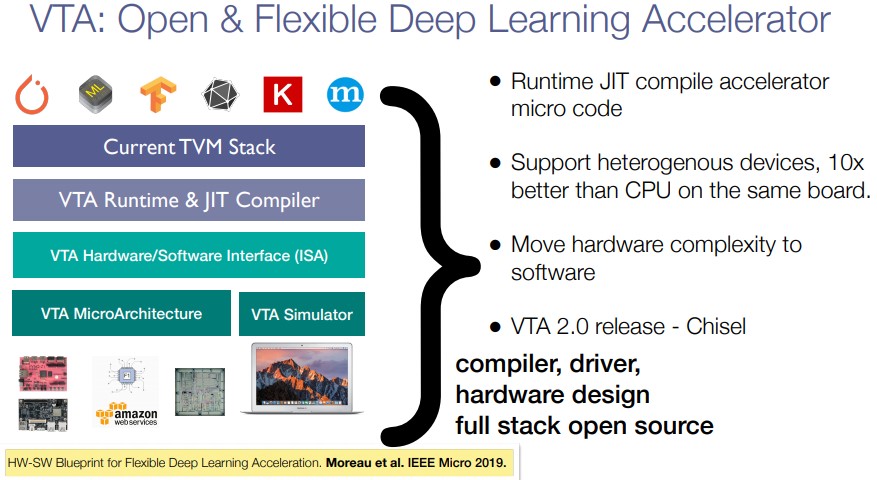 VTA: Open & Flexible Deep Learning Accelerator
ML
K
m
Current TVM Stack
VTA Runtime & JIT Compiler
VTA Hardware/Software Interface (ISA)
VTA MicroArchitecture
VTA Simulator
amazon
webservices
HW-SW Blueprint for Flexible Deep Learning Acceleration. Moreau et al. IEEE Micro 2019.
● Runtime JIT compile accelerator
micro code
● Support heterogenous devices, 10x
better than CPU on the same board.
● Move hardware complexity to
software
● VTA 2.0 release - Chisel
compiler, driver,
hardware design
full stack open source